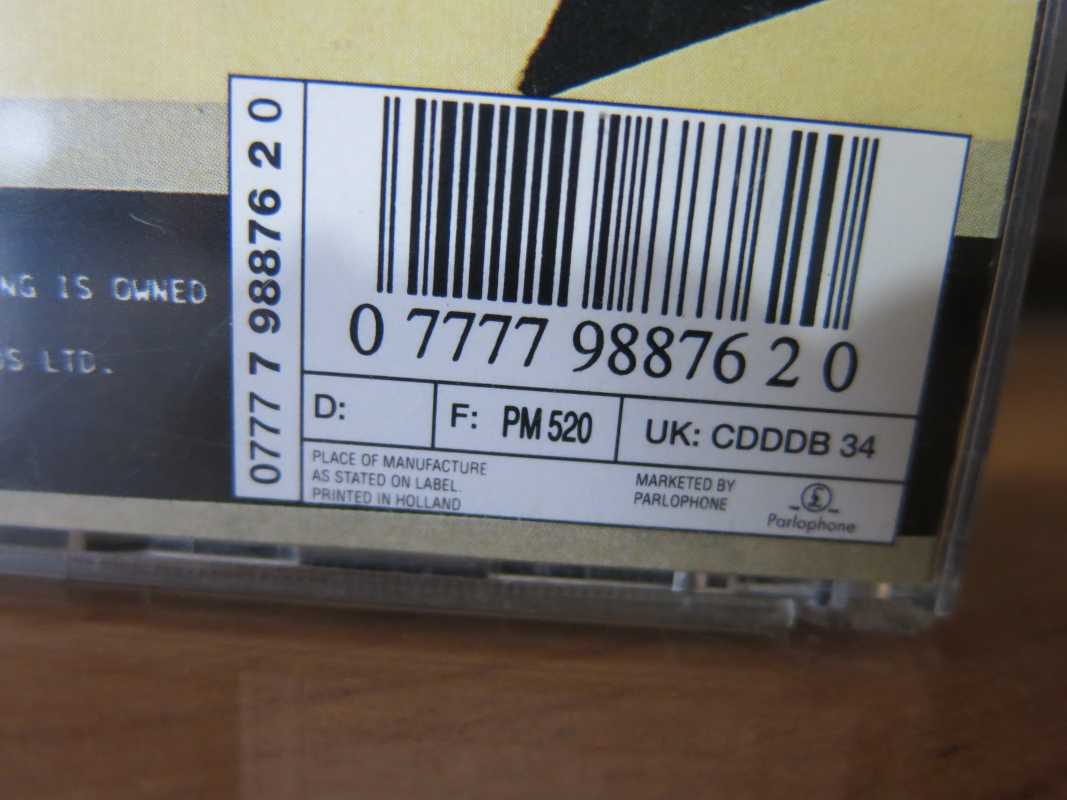 NG IS OWNED
DS LTD.
0777 7 98876 2 0
0 7777 98876 2 0
D:
F: PM 520
UK: CDDDB 34
PLACE OF MANUFACTURE
AS STATED ON LABEL.
PRINTED IN HOLLAND
MARKETED BY
PARLOPHONE
£
Parlophone